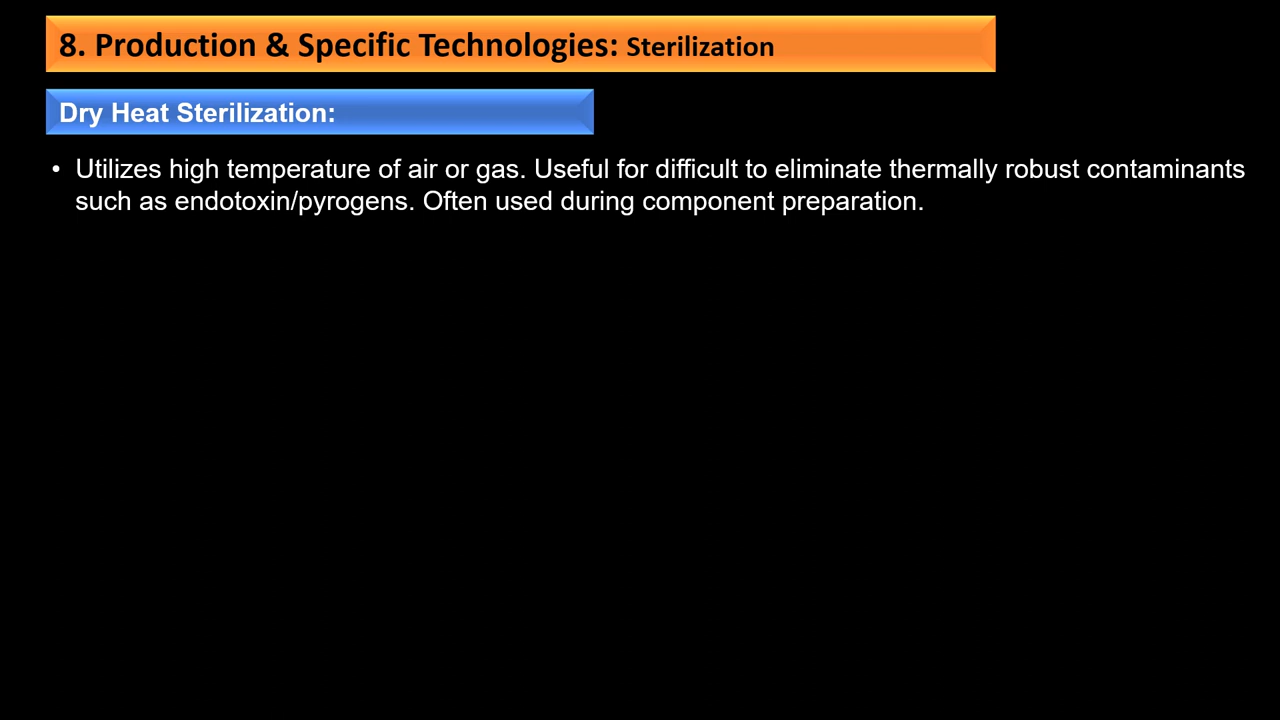 8. Production & Specific Technologies: Sterilization
Dry Heat Sterilization:
• Utilizes high temperature of air or gas. Useful for difficult to eliminate thermally robust contaminants
such as endotoxin/pyrogens. Often used during component preparation.